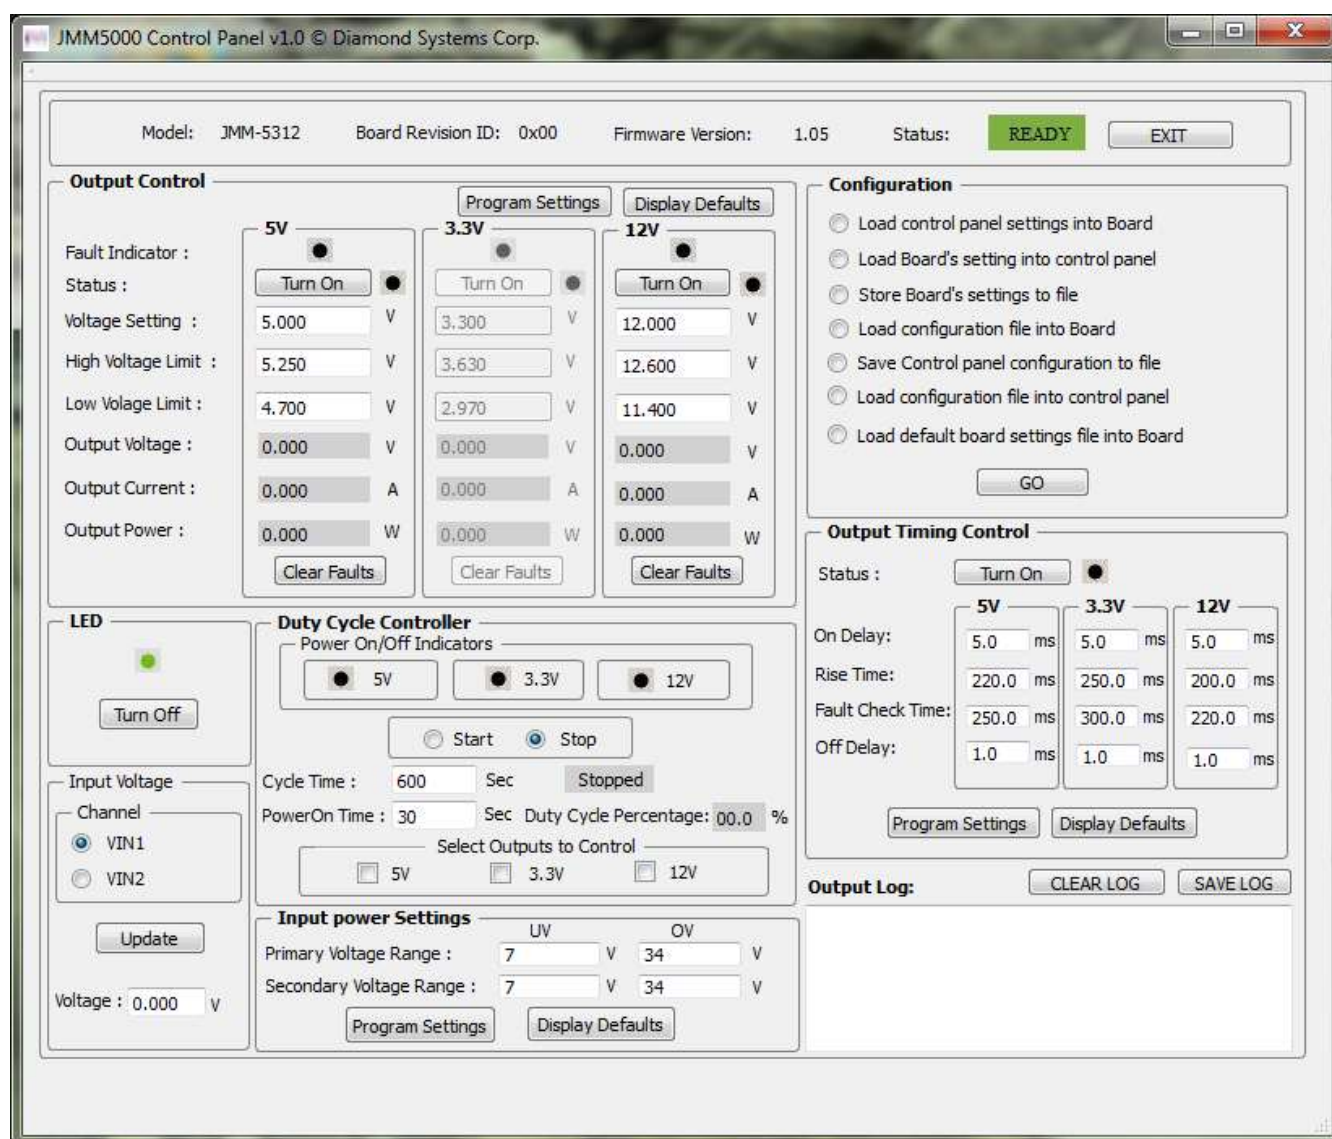 JMM5000 Control Panel v1.0 © Diamond Systems Corp.
Model: JMM-5312 Board Revision ID: 0x00 Firmware Version: 1.05 Status: READY EXIT
Output Control
Program Settings Display Defaults
5V 3.3V 12V
Fault Indicator :
Status : Turn On Turn On Turn On
Voltage Setting : 5.000 V 3.300 V 12.000 V
High Voltage Limit : 5.250 V 3.630 V 12.600 V
Low Volage Limit : 4.700 V 2.970 V 11.400 V
Output Voltage : 0.000 V 0.000 V 0.000 V
Output Current : 0.000 A 0.000 A 0.000 A
Output Power : 0.000 W 0.000 W 0.000 W
Clear Faults Clear Faults Clear Faults
Configuration
Load control panel settings into Board
Load Board's setting into control panel
Store Board's settings to file
Load configuration file into Board
Save Control panel configuration to file
Load configuration file into control panel
Load default board settings file into Board
GO
Output Timing Control
Status : Turn On
5V 3.3V 12V
On Delay: 5.0 ms 5.0 ms 5.0 ms
Rise Time: 220.0 ms 250.0 ms 200.0 ms
Fault Check Time: 250.0 ms 300.0 ms 220.0 ms
Off Delay: 1.0 ms 1.0 ms 1.0 ms
Program Settings Display Defaults
LED
Turn Off
Duty Cycle Controller
Power On/Off Indicators
5V 3.3V 12V
Start Stop
Cycle Time : 600 Sec Stopped
PowerOn Time : 30 Sec Duty Cycle Percentage: 00.0 %
Select Outputs to Control
5V 3.3V 12V
Input Voltage
Channel
VIN1
VIN2
Update
Voltage : 0.000 V
Input power Settings
UV OV
Primary Voltage Range : 7 V 34 V
Secondary Voltage Range : 7 V 34 V
Program Settings Display Defaults
Output Log: CLEAR LOG SAVE LOG